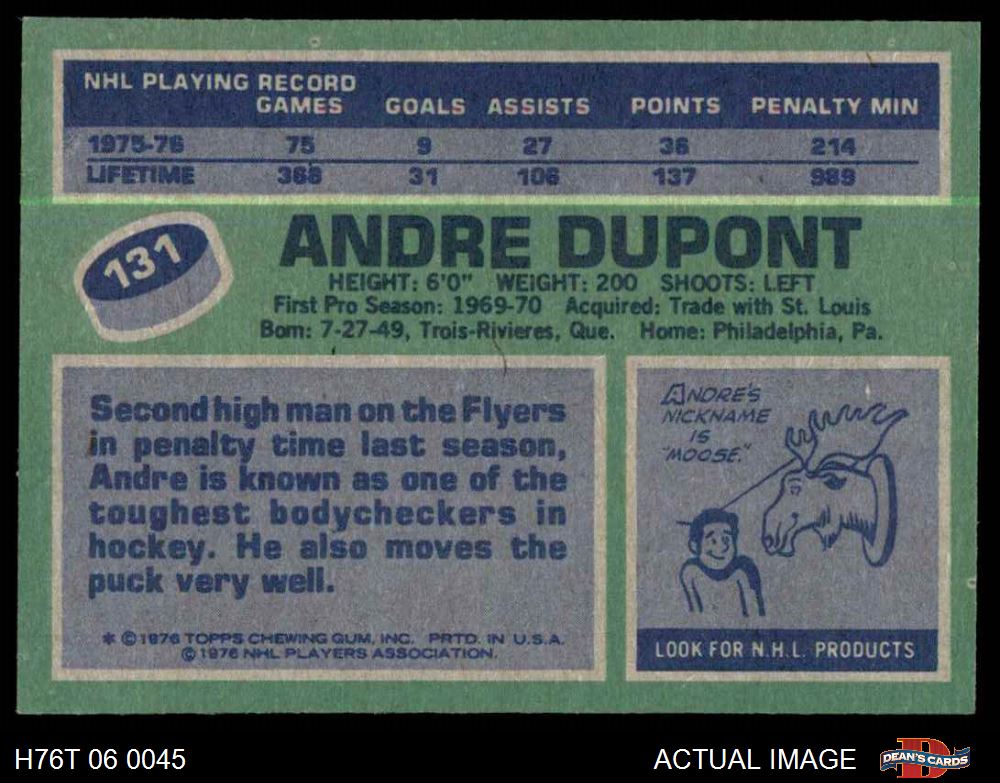 NHL PLAYING RECORD
GAMES GOALS ASSISTS POINTS PENALTY MIN
1975-76 75 9 27 36 214
LIFETIME 368 31 106 137 989
131
ANDRE DUPONT
HEIGHT: 6'0" WEIGHT: 200 SHOOTS: LEFT
First Pro Season: 1969-70 Acquired: Trade with St. Louis
Born: 7-27-49, Trois-Rivieres, Que. Home: Philadelphia, Pa.
Second high man on the Flyers
in penalty time last season,
Andre is known as one of the
toughest bodycheckers in
hockey. He also moves the
puck very well.
* ©1976 TOPPS CHEWING GUM, INC. PRTD. IN U.S.A.
©1976 NHL PLAYERS ASSOCIATION.
ANDRE'S
NICKNAME
IS
"MOOSE."
LOOK FOR N.H.L. PRODUCTS
H76T 06 0045
ACTUAL IMAGE
D
DEAN'S CARDS